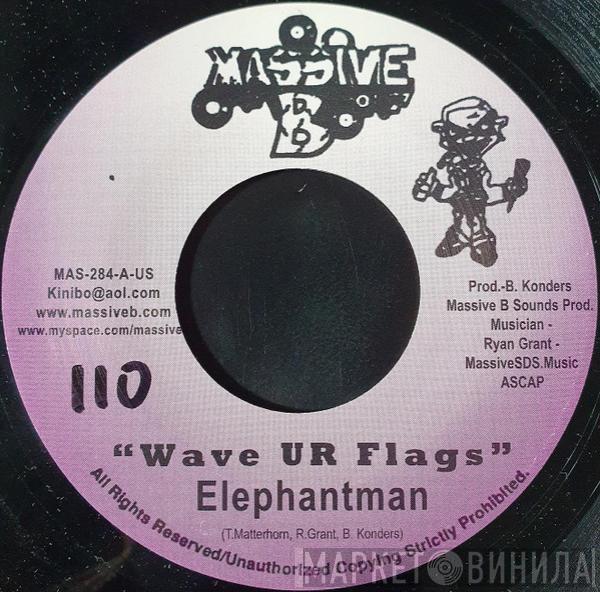 MASSIVE
B
MAS-284-A-US
Kinibo@aol.com
www.massiveb.com
www.myspace.com/massive
110
Prod.-B. Konders
Massive B Sounds Prod.
Musician -
Ryan Grant -
MassiveSDS.Music
ASCAP
“Wave UR Flags”
Elephantman
(T.Matterhorn, R.Grant, B. Konders)
All Rights Reserved/Unauthorized Copying Strictly Prohibited.
МАРКЕТ ВИНИЛА